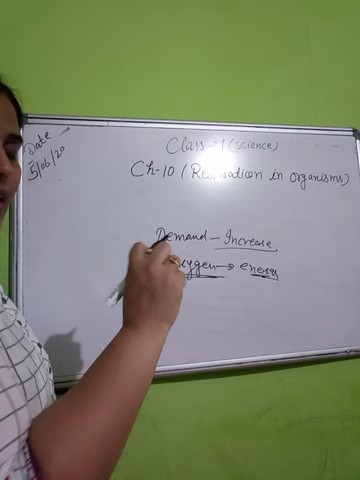 Date
5/06/20
Class - 7 (science)
Ch-10 (Respiration in organisms)
Demand - Increase
oxygen → energy